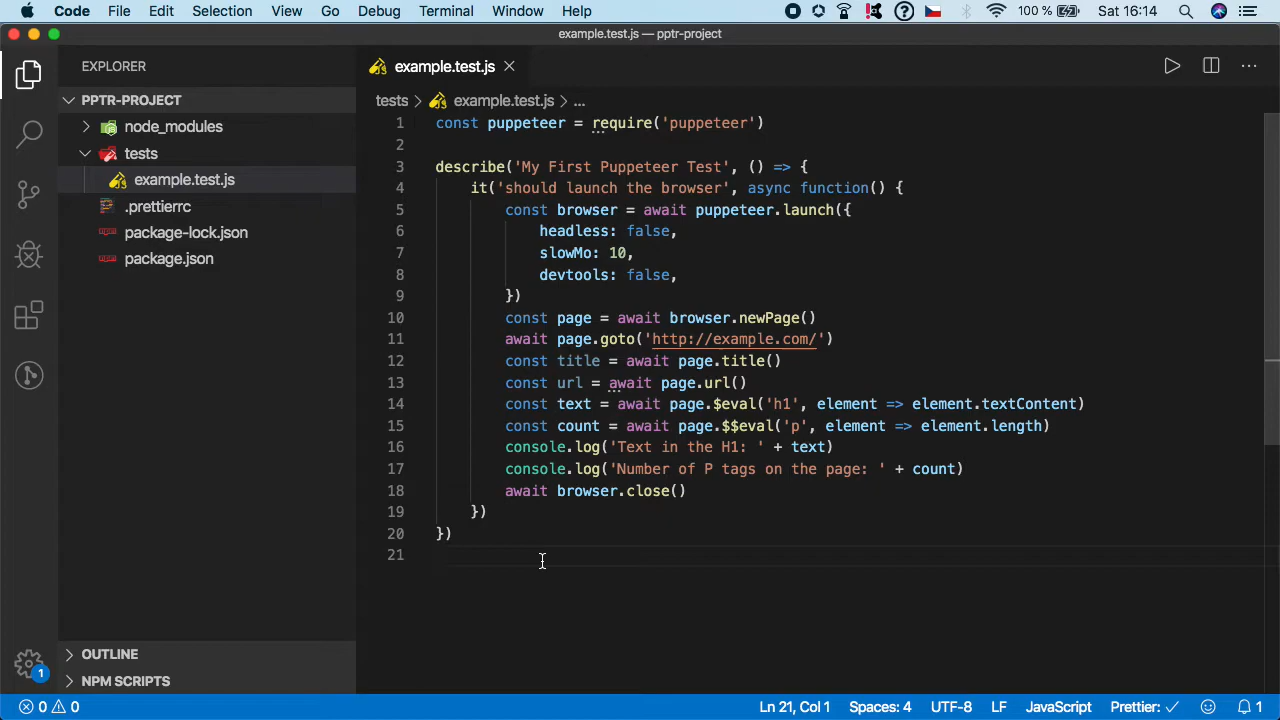 Code File Edit Selection View Go Debug Terminal Window Help 100 % Sat 16:14
example.test.js — pptr-project
EXPLORER
example.test.js
PPTR-PROJECT
tests example.test.js ...
node_modules
tests
example.test.js
.prettierrc
package-lock.json
package.json
1 const puppeteer = require('puppeteer')
2
3 describe('My First Puppeteer Test', () => {
4 it('should launch the browser', async function() {
5 const browser = await puppeteer.launch({
6 headless: false,
7 slowMo: 10,
8 devtools: false,
9 })
10 const page = await browser.newPage()
11 await page.goto('http://example.com/')
12 const title = await page.title()
13 const url = await page.url()
14 const text = await page.$eval('h1', element => element.textContent)
15 const count = await page.$$eval('p', element => element.length)
16 console.log('Text in the H1: ' + text)
17 console.log('Number of P tags on the page: ' + count)
18 await browser.close()
19 })
20 })
21
OUTLINE
NPM SCRIPTS
1
0 0 Ln 21, Col 1 Spaces: 4 UTF-8 LF JavaScript Prettier: ✓ 1